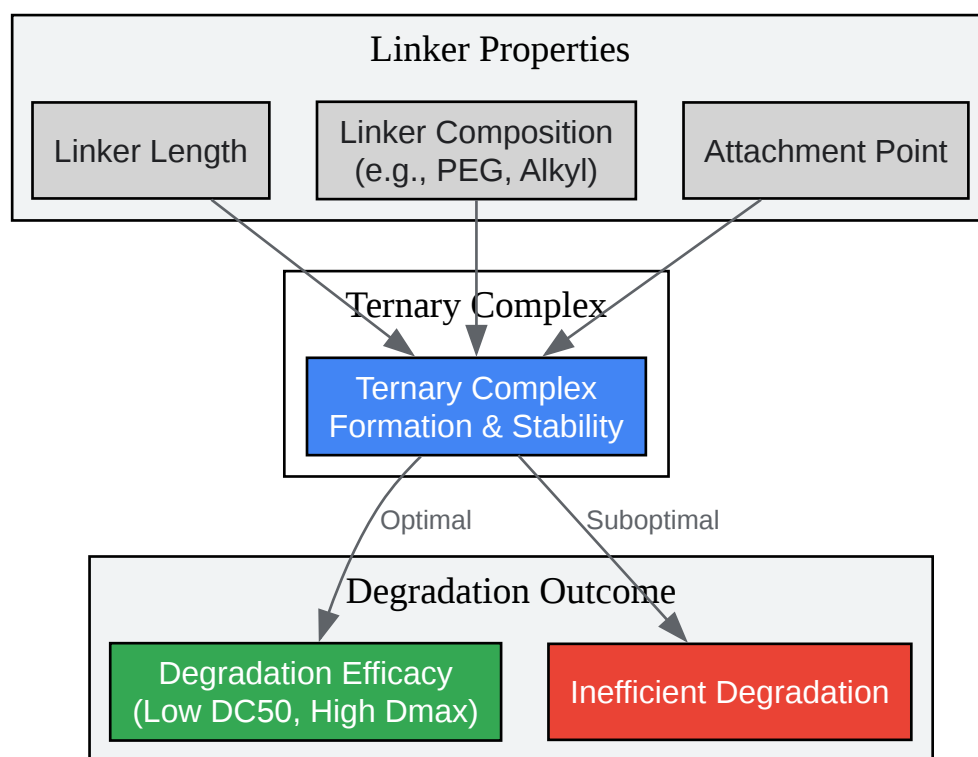 Linker Properties
Linker Length
Linker Composition
(e.g., PEG, Alkyl)
Attachment Point
Ternary Complex
Ternary Complex
Formation & Stability
Optimal
Suboptimal
Degradation Outcome
Degradation Efficacy
(Low DC50, High Dmax)
Inefficient Degradation